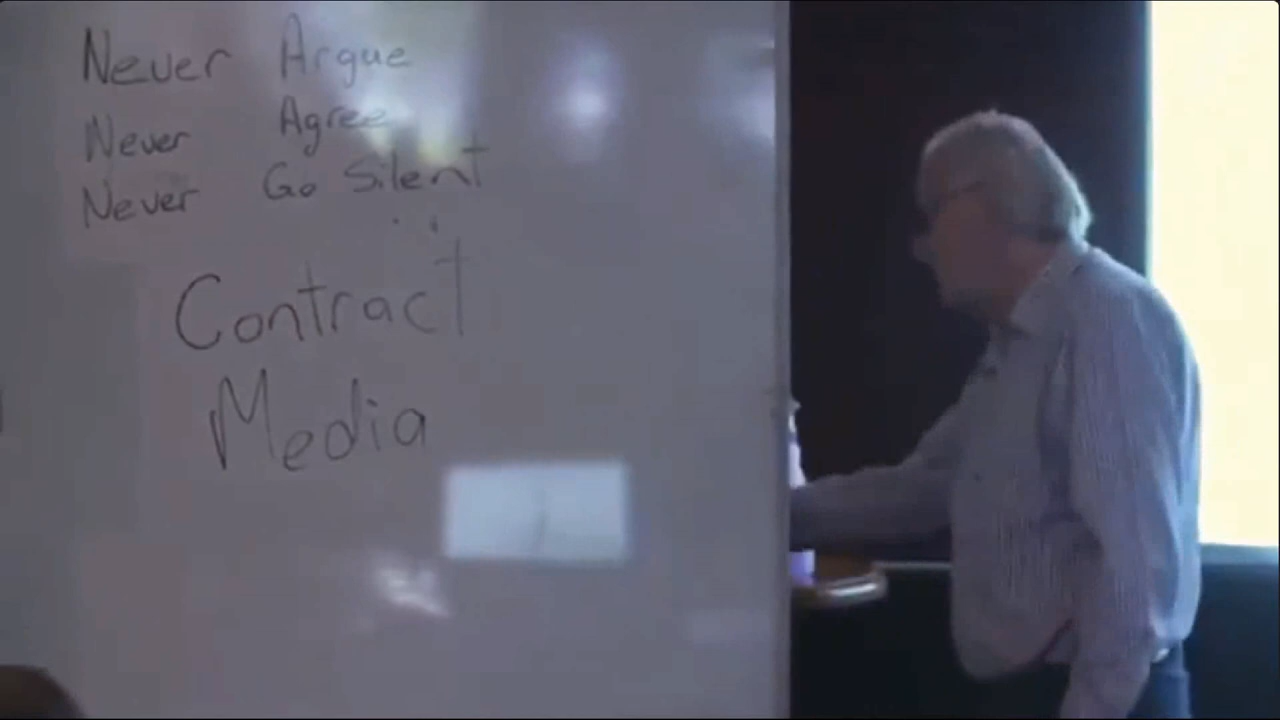 Never Argue
Never Agree
Never Go Silent
Contract
Media